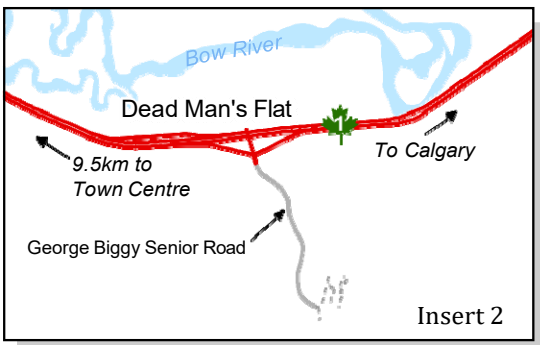 Bow River
Dead Man's Flat
1
To Calgary
9.5km to
Town Centre
George Biggy Senior Road
Insert 2